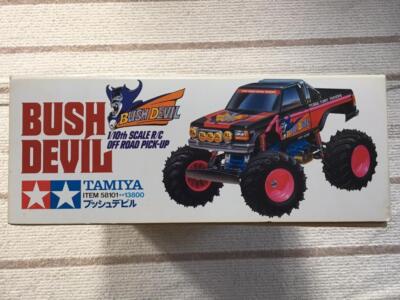 BUSH
DEVIL
BUSH DEVIL
1/10th SCALE R/C
OFF ROAD PICK-UP
TAMIYA
ITEM 58101 13800
ブッシュデビル